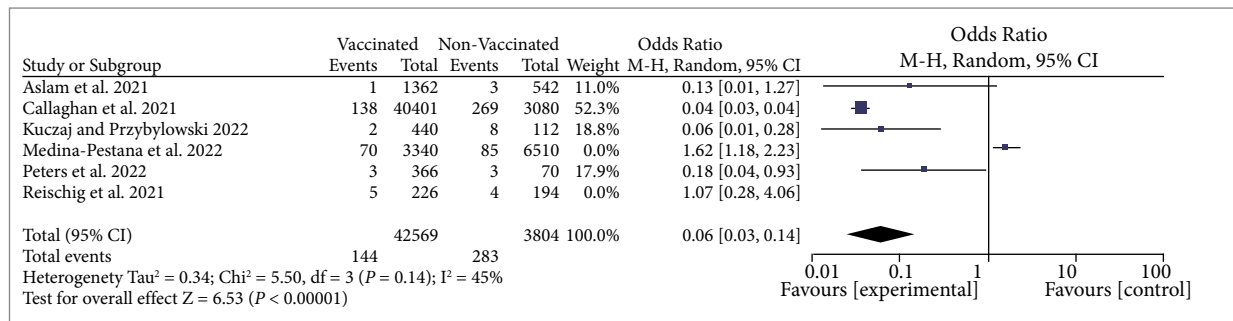 Vaccinated Non-Vaccinated Odds Ratio Odds Ratio
Study or Subgroup Events Total Events Total Weight M-H, Random, 95% CI M-H, Random, 95% CI
Aslam et al. 2021 1 1362 3 542 11.0% 0.13 [0.01, 1.27]
Callaghan et al. 2021 138 40401 269 3080 52.3% 0.04 [0.03, 0.04]
Kuczaj and Przybylowski 2022 2 440 8 112 18.8% 0.06 [0.01, 0.28]
Medina-Pestana et al. 2022 70 3340 85 6510 0.0% 1.62 [1.18, 2.23]
Peters et al. 2022 3 366 3 70 17.9% 0.18 [0.04, 0.93]
Reischig et al. 2021 5 226 4 194 0.0% 1.07 [0.28, 4.06]
Total (95% CI) 42569 3804 100.0% 0.06 [0.03, 0.14]
Total events 144 283
Heterogenety Tau² = 0.34; Chi² = 5.50, df = 3 (P = 0.14); I² = 45%
Test for overall effect Z = 6.53 (P < 0.00001)
0.01 0.1 1 10 100
Favours [experimental] Favours [control]